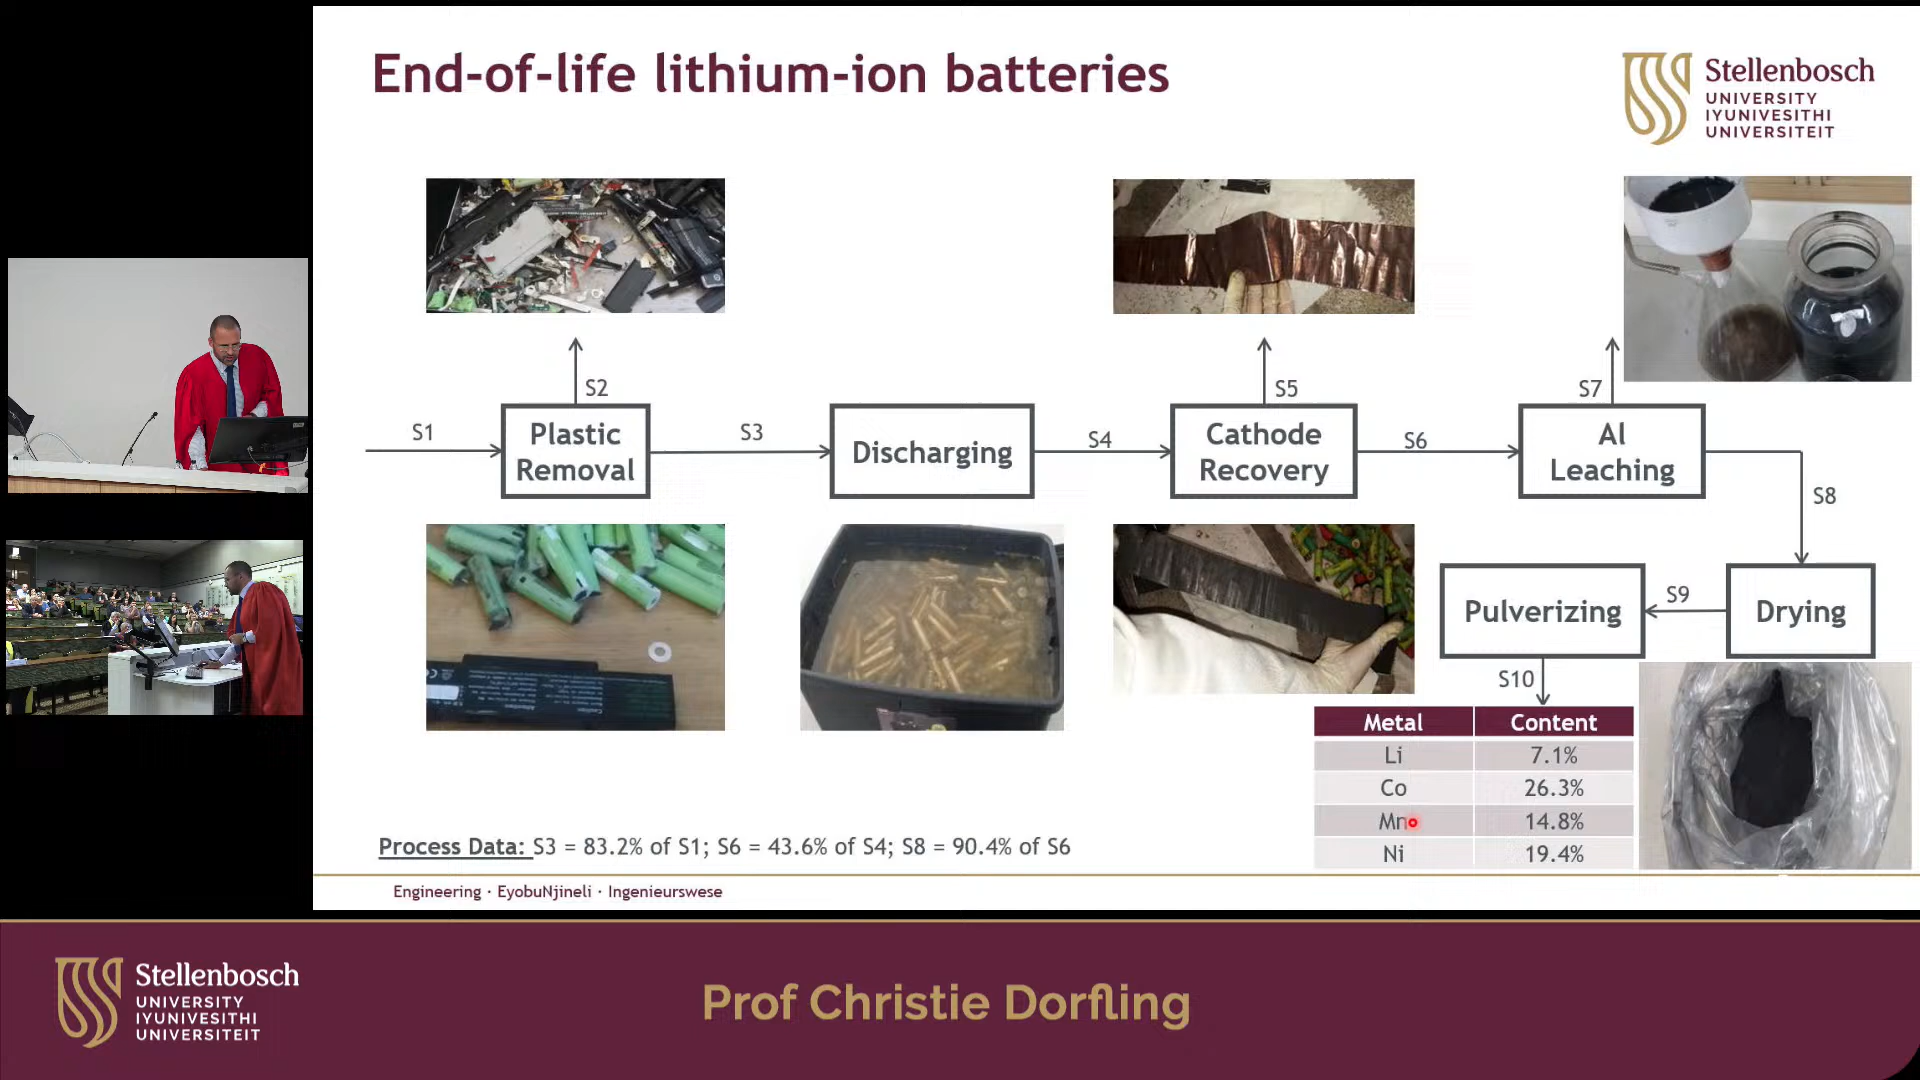 End-of-life lithium-ion batteries
Stellenbosch
UNIVERSITY
IYUNIVESITHI
UNIVERSITEIT
S2
S5
S7
S1
Plastic
Removal
S3
Discharging
S4
Cathode
Recovery
S6
Al
Leaching
S8
Pulverizing
S9
Drying
S10
Metal Content
Li 7.1%
Co 26.3%
Mn 14.8%
Ni 19.4%
Process Data: S3 = 83.2% of S1; S6 = 43.6% of S4; S8 = 90.4% of S6
Engineering · EyobuNjineli · Ingenieurswese
Stellenbosch
UNIVERSITY
IYUNIVESITHI
UNIVERSITEIT
Prof Christie Dorfling